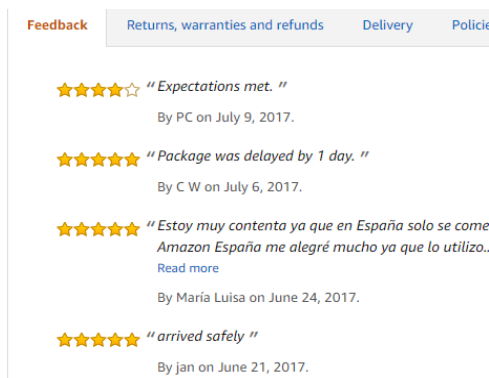 Feedback Returns, warranties and refunds Delivery
" Expectations met. "
By PC on July 9, 2017.
" Package was delayed by 1 day. "
By C W on July 6, 2017.
" Estoy muy contenta ya que en España solo se come
Amazon España me alegré mucho ya que lo utilizo..
Read more
By María Luisa on June 24, 2017.
" arrived safely "
By jan on June 21, 2017.